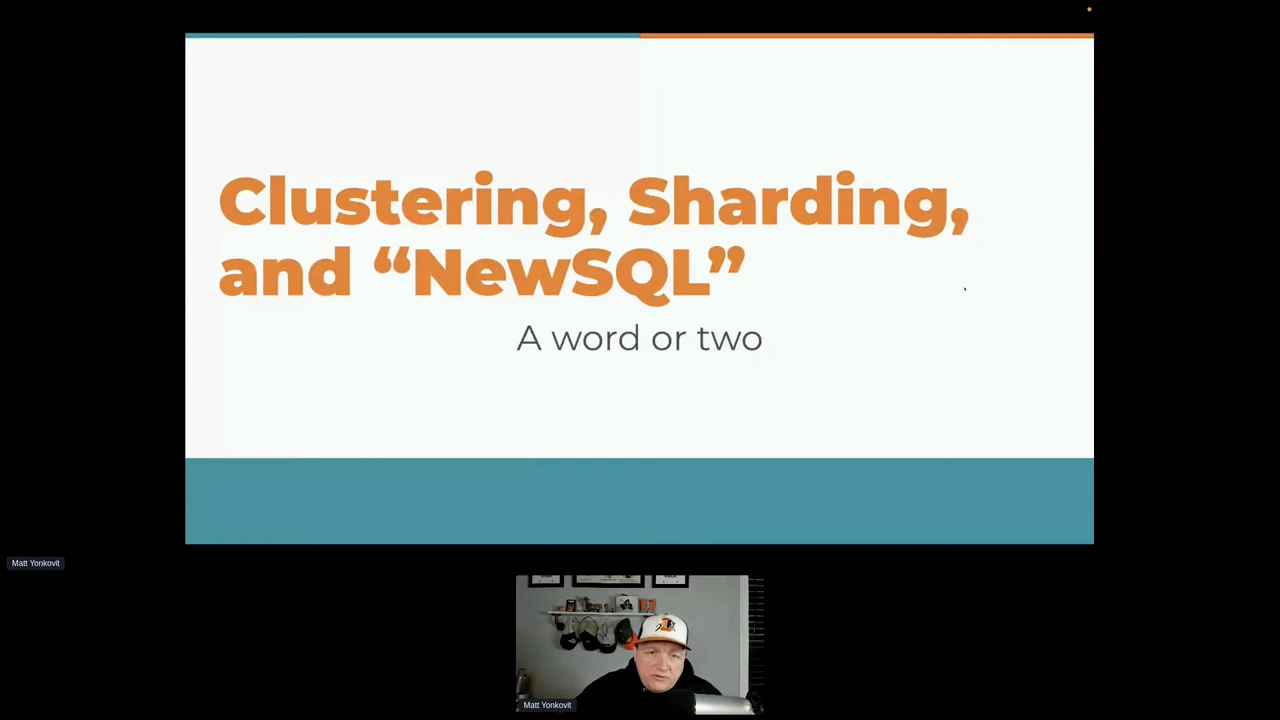 Clustering, Sharding,
and “NewSQL”
A word or two
Matt Yonkovit
Matt Yonkovit